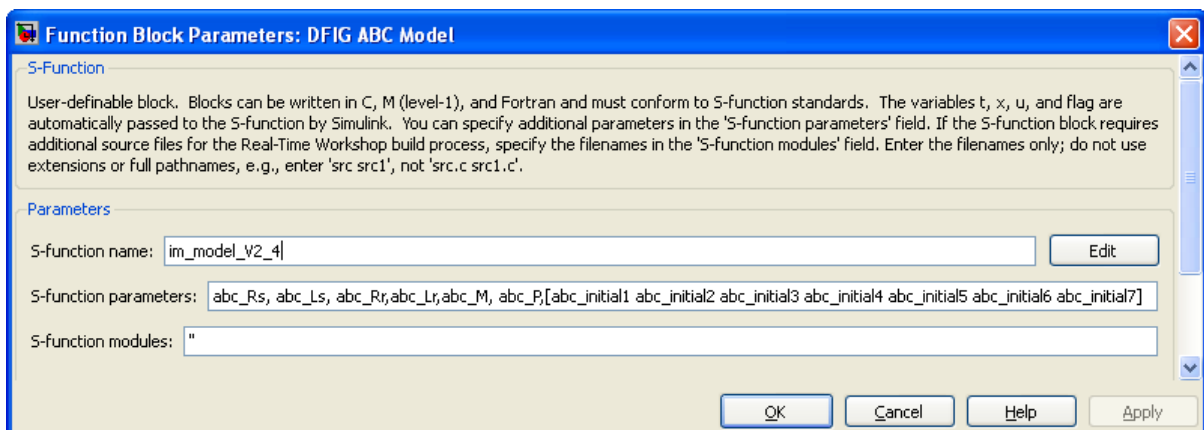 Function Block Parameters: DFIG ABC Model
S-Function
User-definable block.  Blocks can be written in C, M (level-1), and Fortran and must conform to S-function standards.  The variables t, x, u, and flag are
automatically passed to the S-function by Simulink.  You can specify additional parameters in the 'S-function parameters' field. If the S-function block requires
additional source files for the Real-Time Workshop build process, specify the filenames in the 'S-function modules' field. Enter the filenames only; do not use
extensions or full pathnames, e.g., enter 'src src1', not 'src.c src1.c'.
Parameters
S-function name: im_model_V2_4 Edit
S-function parameters: abc_Rs, abc_Ls, abc_Rr,abc_Lr,abc_M, abc_P,[abc_initial1 abc_initial2 abc_initial3 abc_initial4 abc_initial5 abc_initial6 abc_initial7]
S-function modules: ''
OK Cancel Help Apply